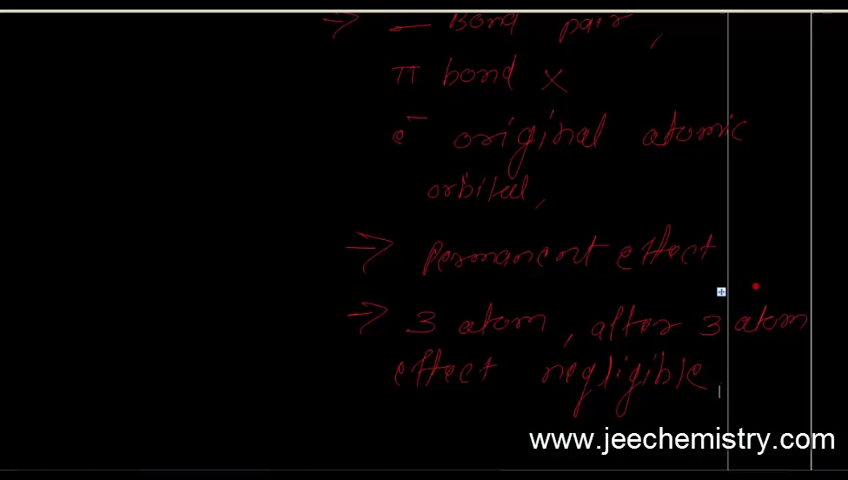 → — Bond pair,
π bond ×
e⁻ original atomic
orbital,
→ Permanent effect
→ 3 atom, after 3 atom
effect negligible
www.jeechemistry.com